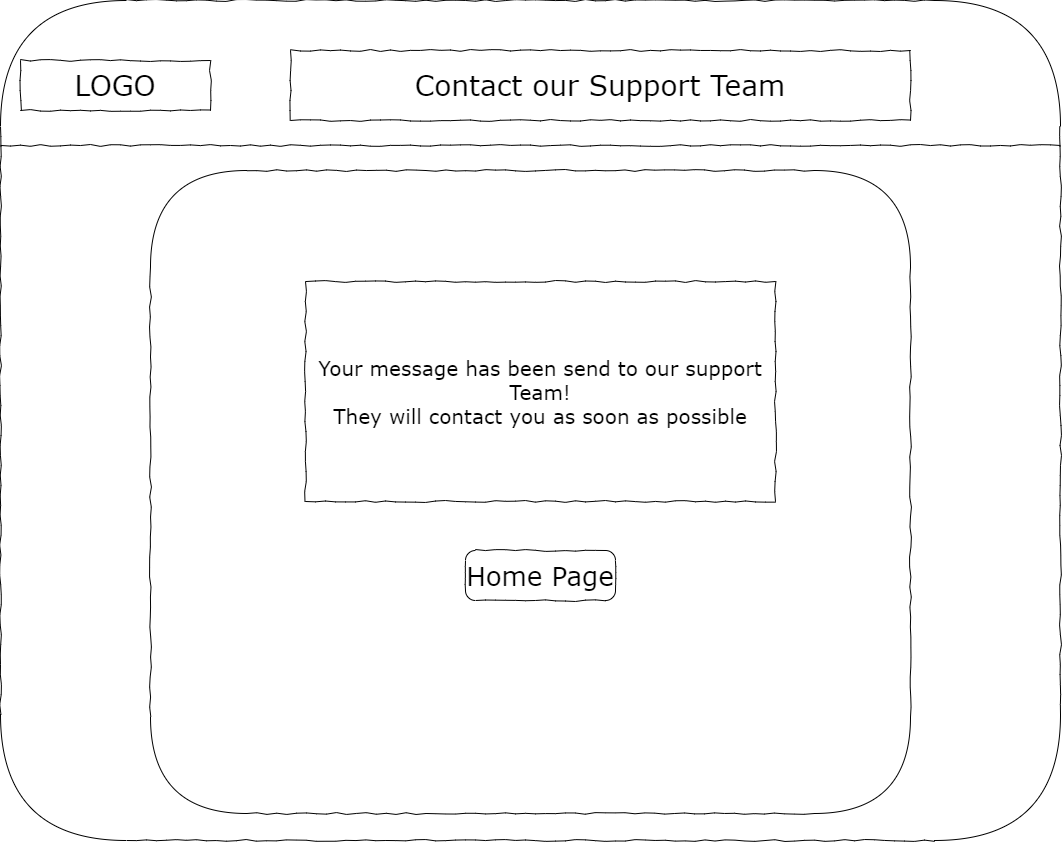 LOGO
Contact our Support Team
Your message has been send to our support
Team!
They will contact you as soon as possible
Home Page